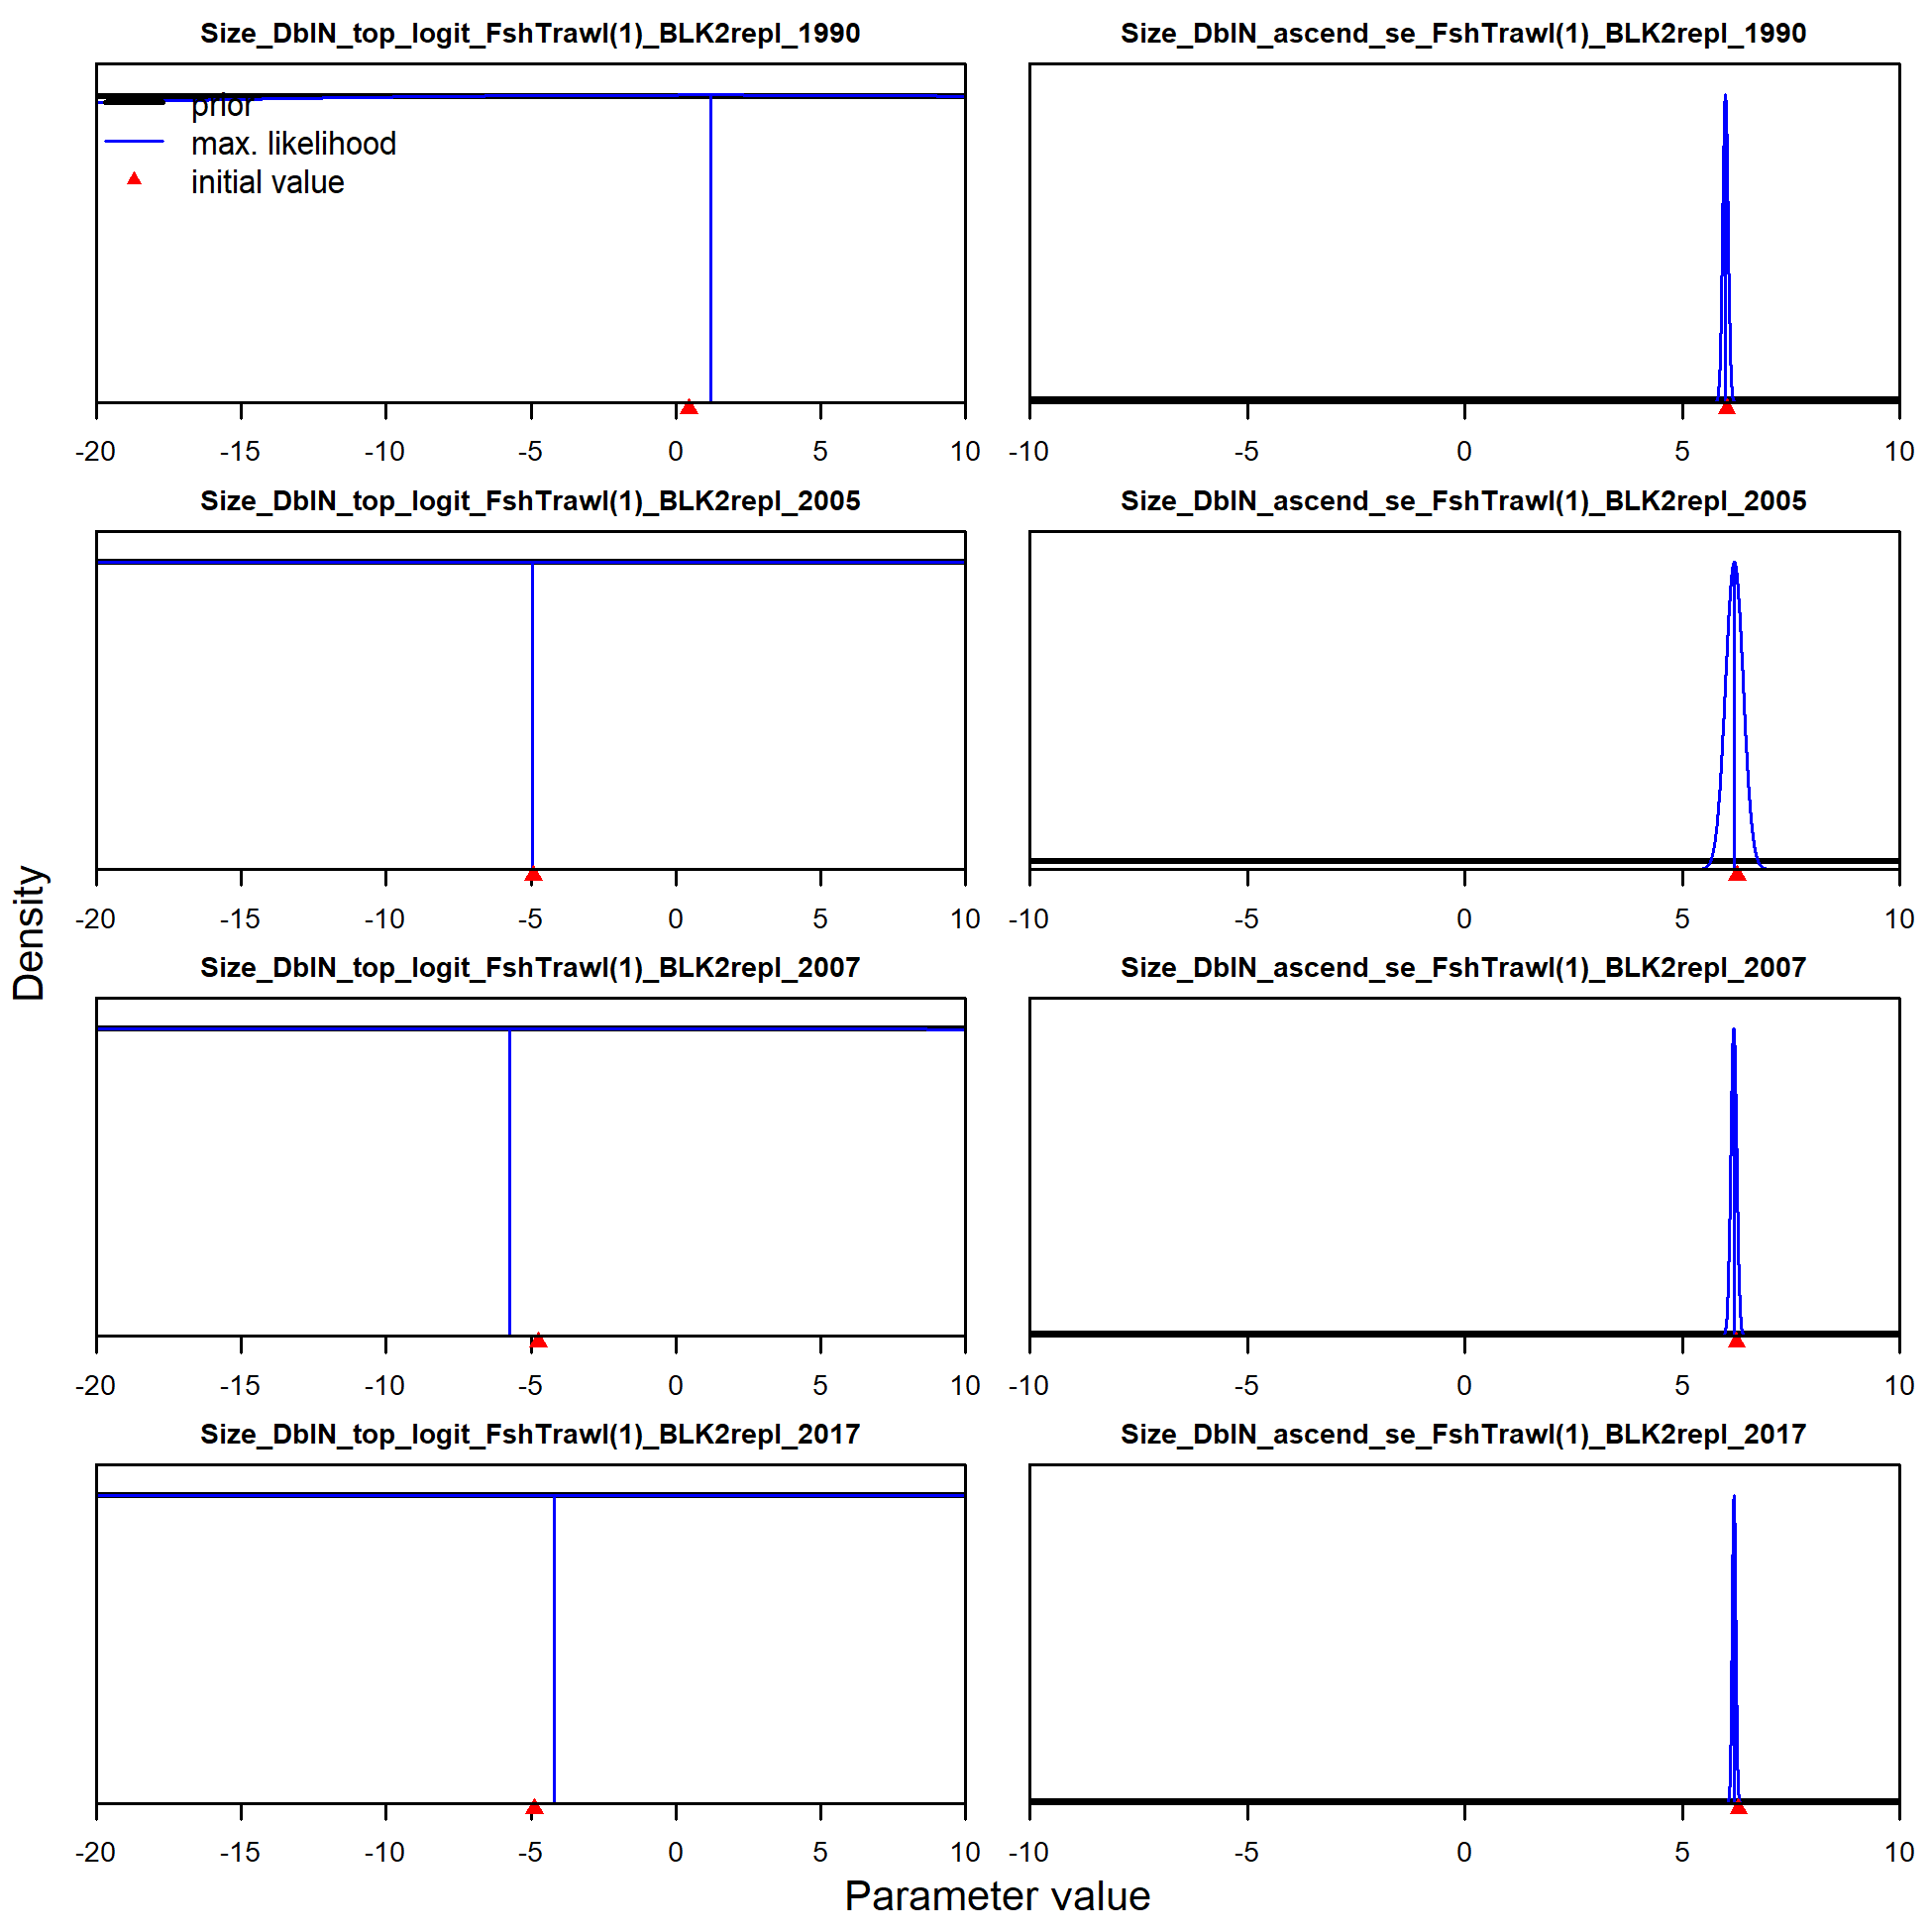 Size_DblN_top_logit_FshTrawl(1)_BLK2repl_1990
Size_DblN_ascend_se_FshTrawl(1)_BLK2repl_1990
prior
max. likelihood
initial value
-20 -15 -10 -5 0 5 10
-10 -5 0 5 10
Size_DblN_top_logit_FshTrawl(1)_BLK2repl_2005
Size_DblN_ascend_se_FshTrawl(1)_BLK2repl_2005
-20 -15 -10 -5 0 5 10
-10 -5 0 5 10
Density
Size_DblN_top_logit_FshTrawl(1)_BLK2repl_2007
Size_DblN_ascend_se_FshTrawl(1)_BLK2repl_2007
-20 -15 -10 -5 0 5 10
-10 -5 0 5 10
Size_DblN_top_logit_FshTrawl(1)_BLK2repl_2017
Size_DblN_ascend_se_FshTrawl(1)_BLK2repl_2017
-20 -15 -10 -5 0 5 10
-10 -5 0 5 10
Parameter value